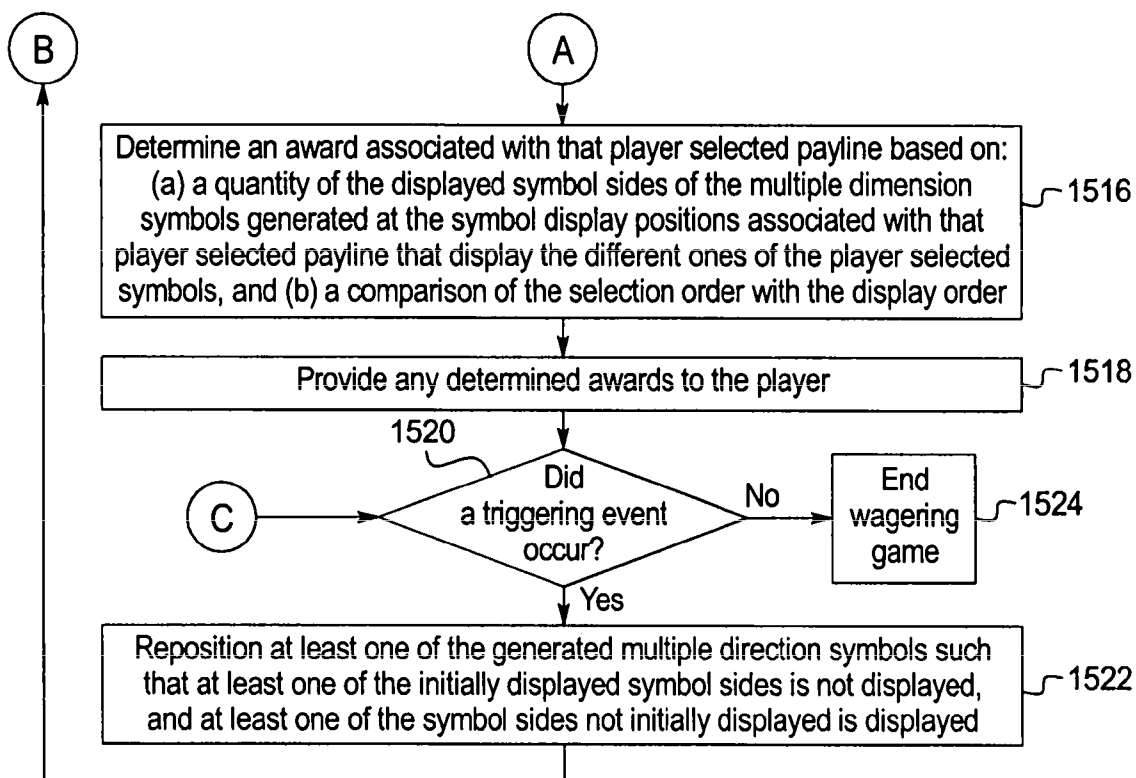 B
A
Determine an award associated with that player selected payline based on:
(a) a quantity of the displayed symbol sides of the multiple dimension
symbols generated at the symbol display positions associated with that
player selected payline that display the different ones of the player selected
symbols, and (b) a comparison of the selection order with the display order
1516
Provide any determined awards to the player
1518
1520
Did
a triggering event
occur?
C
No
End
wagering
game
1524
Yes
Reposition at least one of the generated multiple direction symbols such
that at least one of the initially displayed symbol sides is not displayed,
and at least one of the symbol sides not initially displayed is displayed
1522